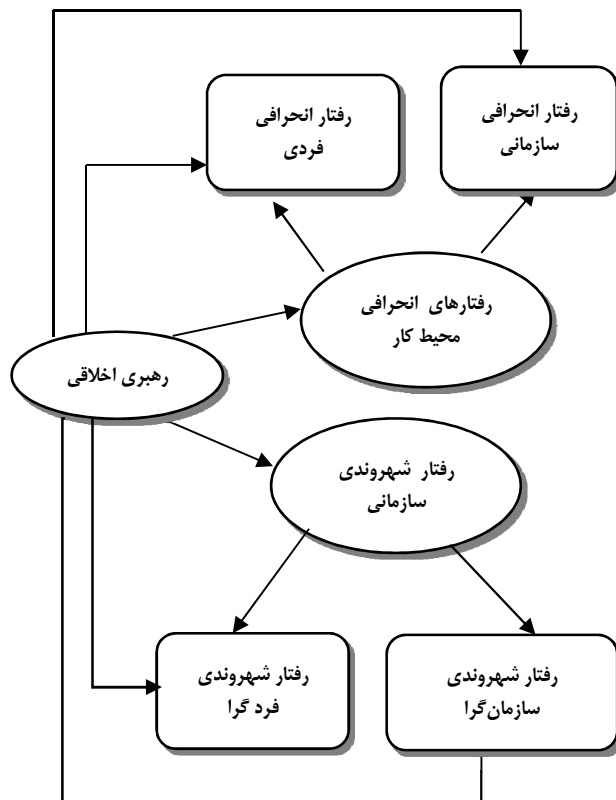 رفتار انحرافی
سازمانی
رفتار انحرافی
فردی
رفتارهای انحرافی
محیط کار
رهبری اخلاقی
رفتار شهروندی
سازمانی
رفتار شهروندی
سازمان‌گرا
رفتار شهروندی
فرد گرا